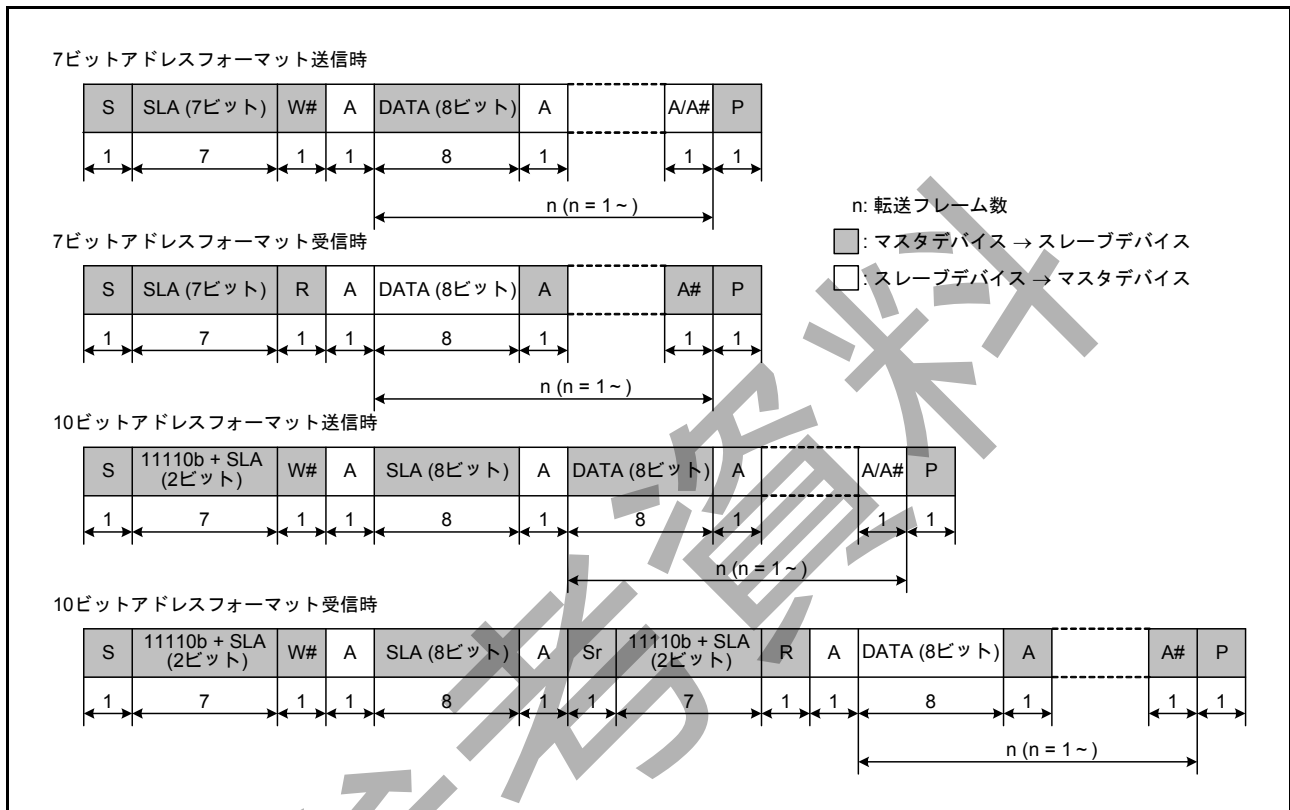 7ビットアドレスフォーマット送信時
S SLA (7ビット) W# A DATA (8ビット) A A/A# P
1 7 1 1 8 1 1 1
n (n = 1 ~ )
n: 転送フレーム数
: マスタデバイス → スレーブデバイス
: スレーブデバイス → マスタデバイス
7ビットアドレスフォーマット受信時
S SLA (7ビット) R A DATA (8ビット) A A# P
1 7 1 1 8 1 1 1
n (n = 1 ~ )
10ビットアドレスフォーマット送信時
S 11110b + SLA (2ビット) W# A SLA (8ビット) A DATA (8ビット) A A/A# P
1 7 1 1 8 1 8 1 1 1
n (n = 1 ~ )
10ビットアドレスフォーマット受信時
S 11110b + SLA (2ビット) W# A SLA (8ビット) A Sr 11110b + SLA (2ビット) R A DATA (8ビット) A A# P
1 7 1 1 8 1 1 7 1 1 8 1 1 1
n (n = 1 ~ )
参考資料